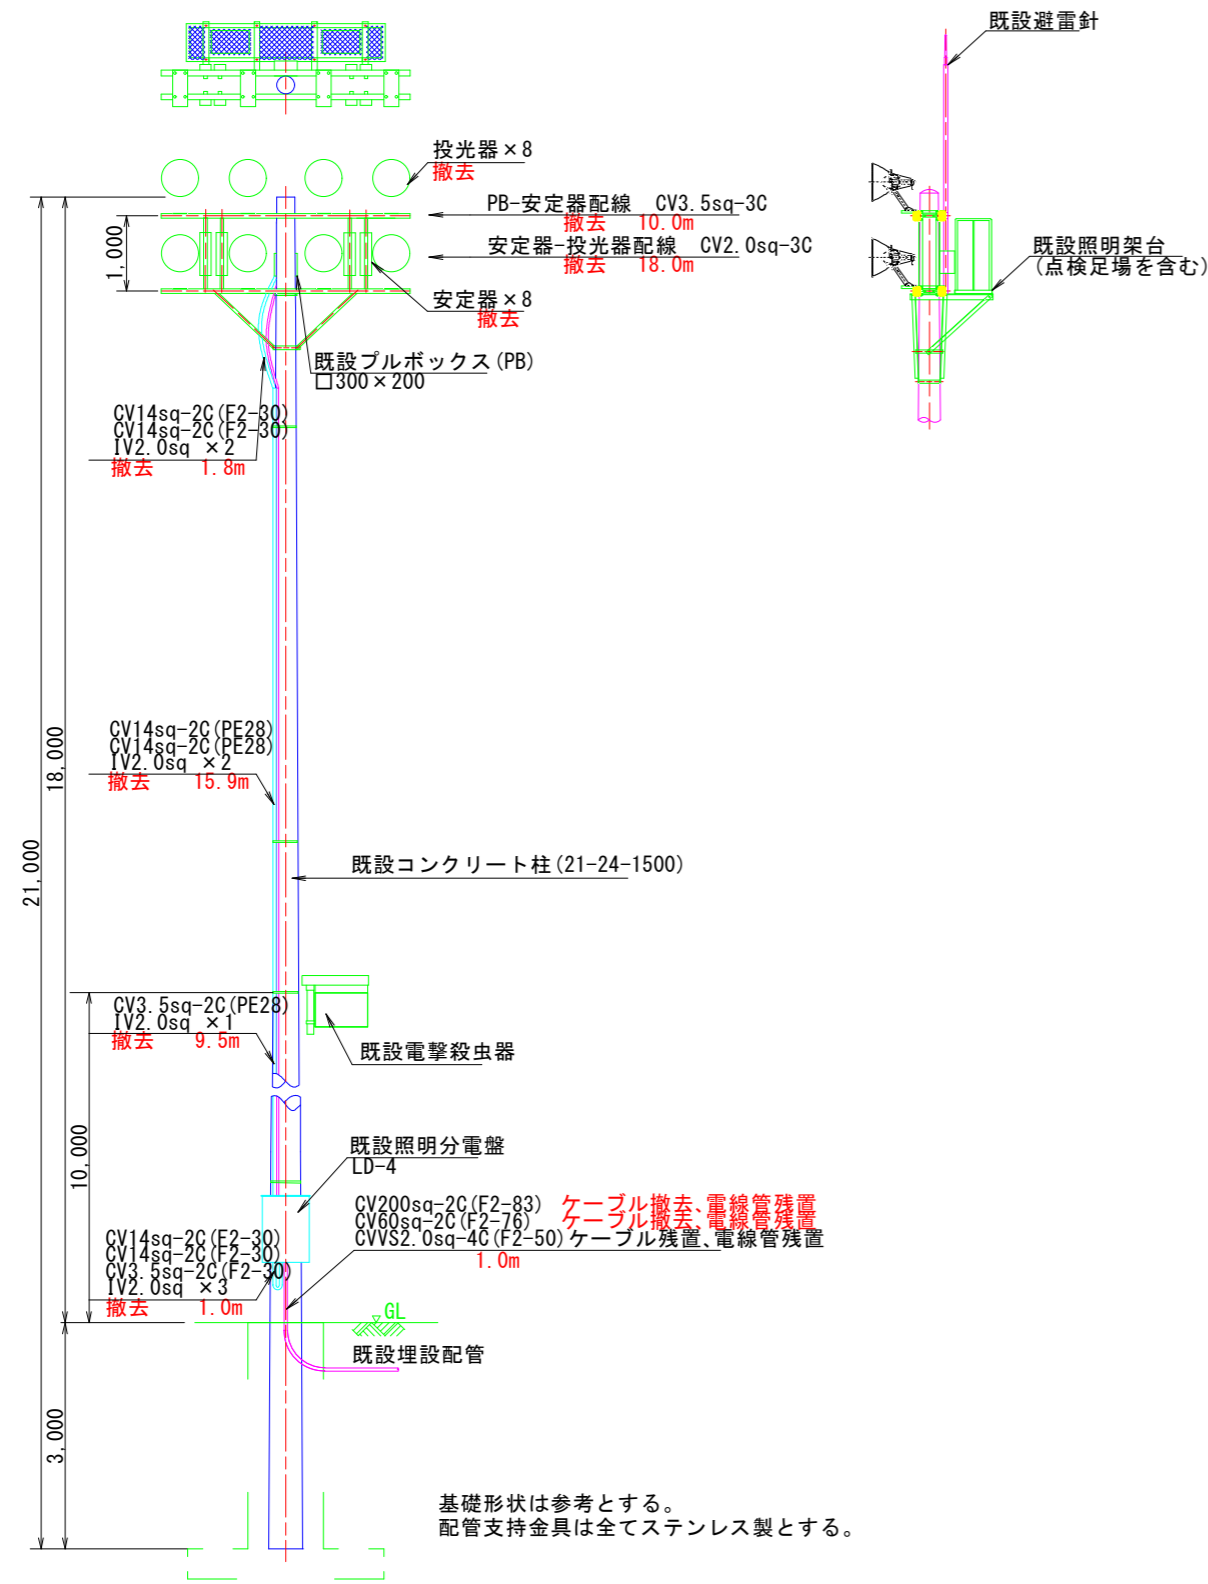 既設避雷針
投光器×8
撤去
PB-安定器配線　CV3.5sq-3C
撤去　10.0m
安定器-投光器配線　CV2.0sq-3C
撤去　18.0m
既設照明架台
(点検足場を含む)
1,000
安定器×8
撤去
既設プルボックス(PB)
□300×200
CV14sq-2C(F2-30)
CV14sq-2C(F2-30)
IV2.0sq ×2
撤去　1.8m
CV14sq-2C(PE28)
CV14sq-2C(PE28)
IV2.0sq ×2
撤去　15.9m
18,000
21,000
既設コンクリート柱(21-24-1500)
CV3.5sq-2C(PE28)
IV2.0sq ×1
撤去　9.5m
既設電撃殺虫器
10,000
既設照明分電盤
LD-4
CV200sq-2C(F2-83)　ケーブル撤去、電線管残置
CV60sq-2C(F2-76)　ケーブル撤去、電線管残置
CVVS2.0sq-4C(F2-50)ケーブル残置、電線管残置
1.0m
CV14sq-2C(F2-30)
CV14sq-2C(F2-30)
CV3.5sq-2C(F2-30)
IV2.0sq ×3
撤去　1.0m
GL
既設埋設配管
3,000
基礎形状は参考とする。
配管支持金具は全てステンレス製とする。